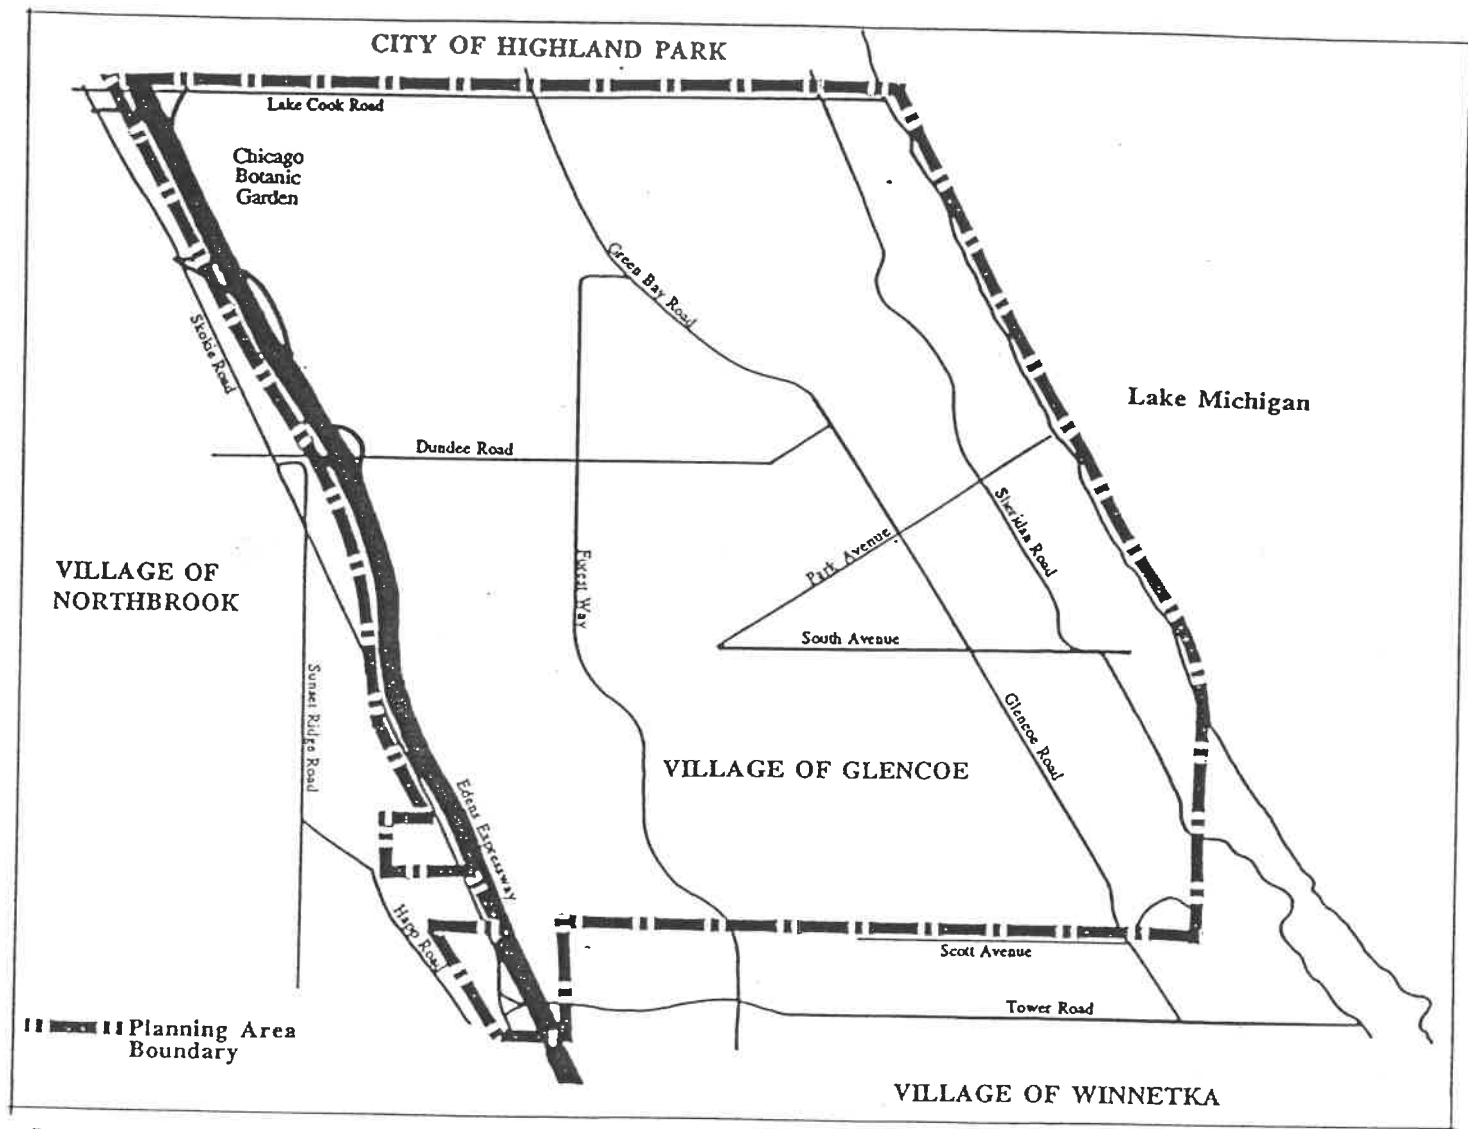 CITY OF HIGHLAND PARK
Lake Cook Road
Chicago
Botanic
Garden
Green Bay Road
Skokie Road
Lake Michigan
Dundee Road
Sheridan Road
Park Avenue
Forest Way
VILLAGE OF
NORTHBROOK
South Avenue
Sunset Ridge Road
Glencoe Road
VILLAGE OF GLENCOE
Edens Expressway
Happ Road
Scott Avenue
Tower Road
Planning Area
Boundary
VILLAGE OF WINNETKA